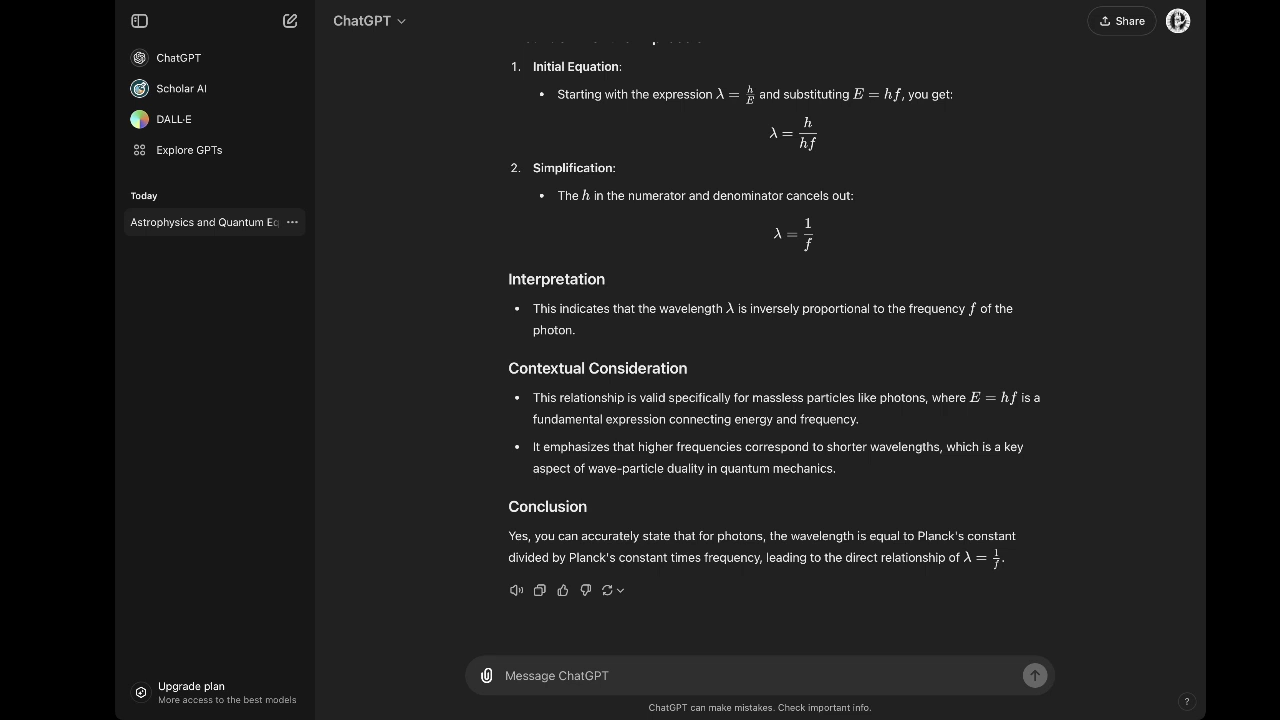 ChatGPT
Share
ChatGPT
Scholar AI
DALL·E
Explore GPTs
Today
Astrophysics and Quantum Eq
1. Initial Equation:
• Starting with the expression λ = h/E and substituting E = hf, you get:
λ = h/hf
2. Simplification:
• The h in the numerator and denominator cancels out:
λ = 1/f
Interpretation
• This indicates that the wavelength λ is inversely proportional to the frequency f of the
photon.
Contextual Consideration
• This relationship is valid specifically for massless particles like photons, where E = hf is a
fundamental expression connecting energy and frequency.
• It emphasizes that higher frequencies correspond to shorter wavelengths, which is a key
aspect of wave-particle duality in quantum mechanics.
Conclusion
Yes, you can accurately state that for photons, the wavelength is equal to Planck's constant
divided by Planck's constant times frequency, leading to the direct relationship of λ = 1/f.
Message ChatGPT
Upgrade plan
More access to the best models
ChatGPT can make mistakes. Check important info.
?